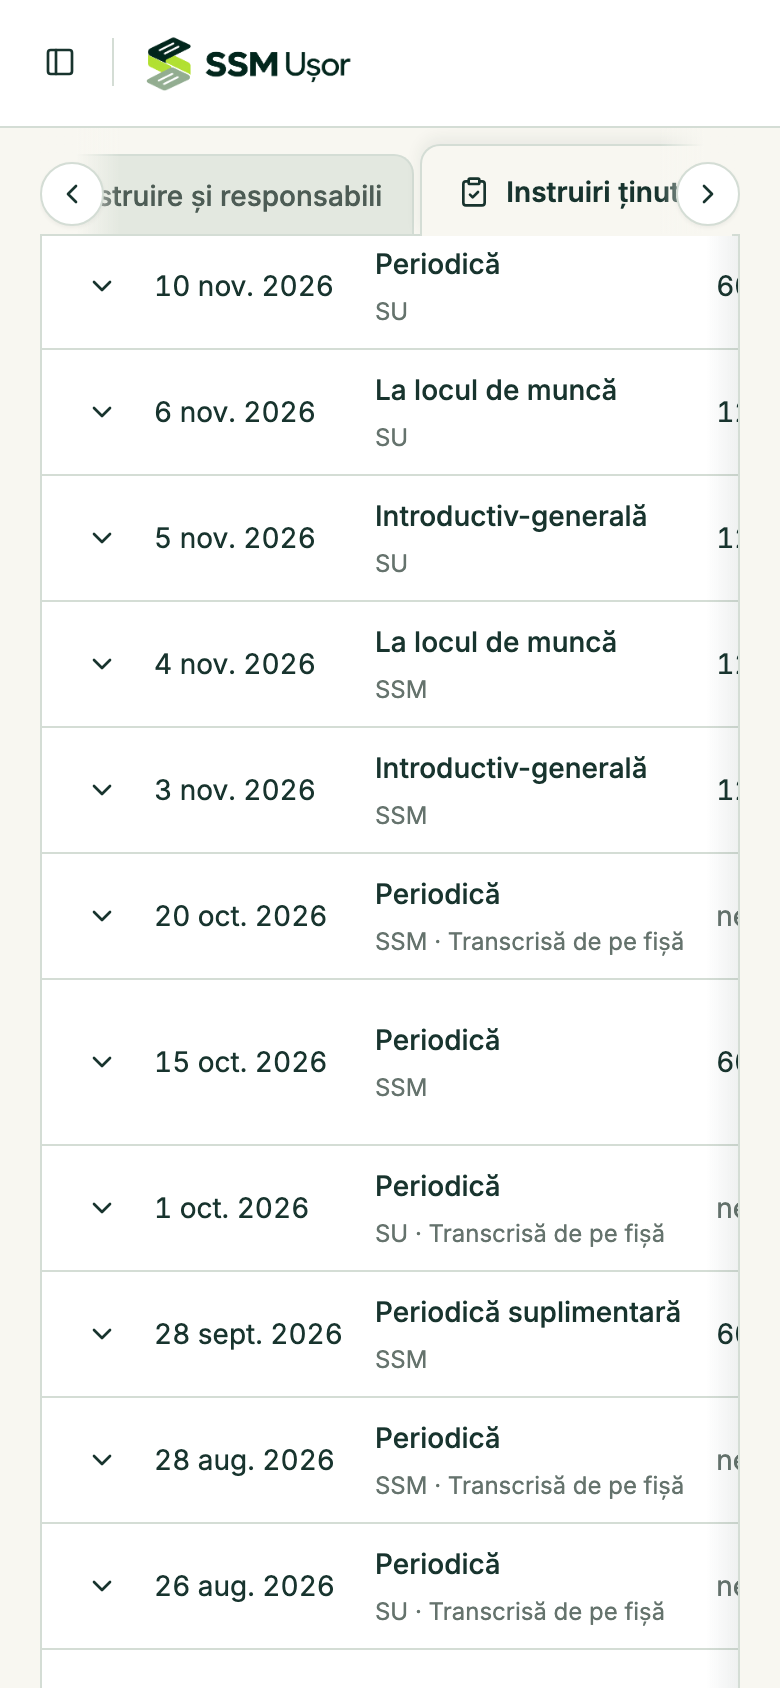 SSM Ușor
struire și responsabili
Instruiri ținut
10 nov. 2026
Periodică
SU
6 nov. 2026
La locul de muncă
SU
5 nov. 2026
Introductiv-generală
SU
4 nov. 2026
La locul de muncă
SSM
3 nov. 2026
Introductiv-generală
SSM
20 oct. 2026
Periodică
SSM · Transcrisă de pe fișă
15 oct. 2026
Periodică
SSM
1 oct. 2026
Periodică
SU · Transcrisă de pe fișă
28 sept. 2026
Periodică suplimentară
SSM
28 aug. 2026
Periodică
SSM · Transcrisă de pe fișă
26 aug. 2026
Periodică
SU · Transcrisă de pe fișă